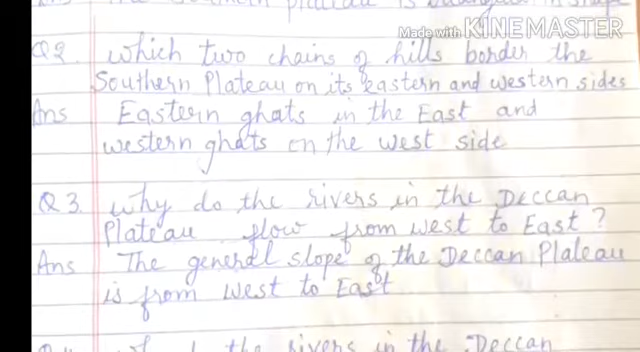 Southern plateau is
Made with KINEMASTER
Q2. which two chains of hills border the
Southern Plateau on its eastern and western sides
Ans Eastern ghats in the East and
western ghats on the west side
Q3. why do the rivers in the Deccan
Plateau flow from west to East?
Ans The general slope of the Deccan Plateau
is from west to East
the rivers in the Deccan